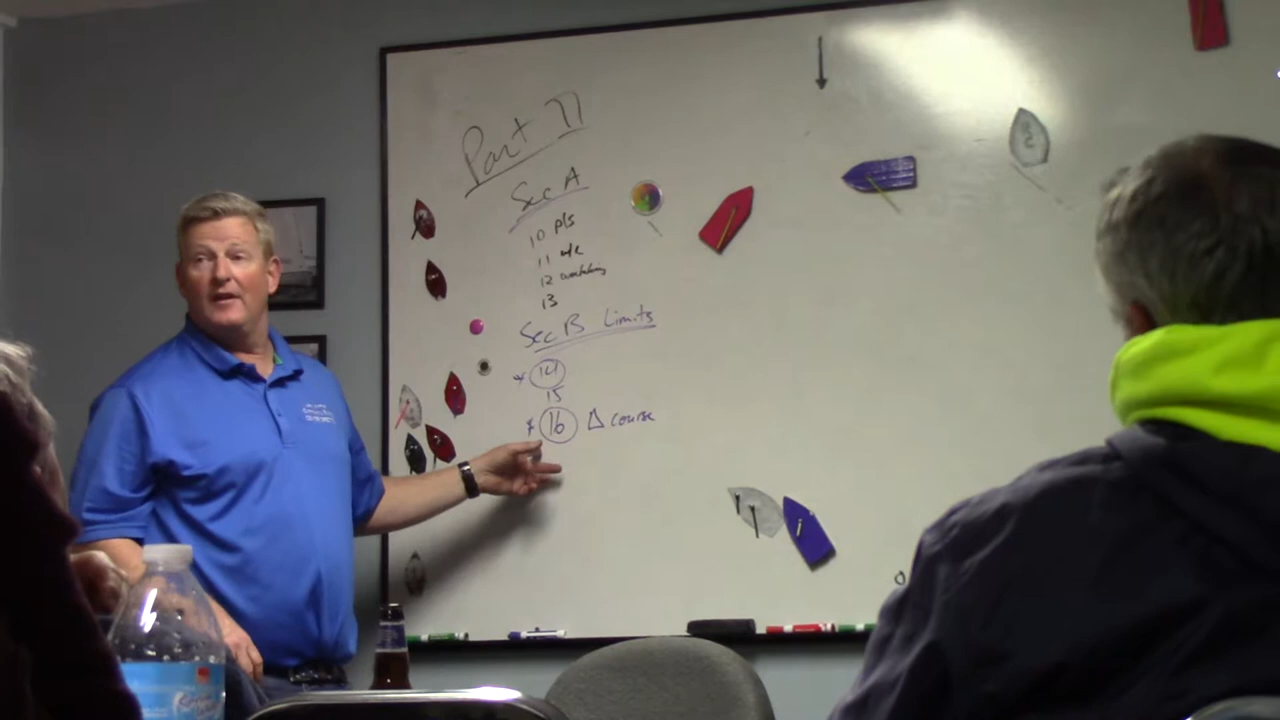 Part II
Sec A
10 P/S
11 w/L
12 overtaking
13
Sec B Limits
* 14
15
* 16 Δ course